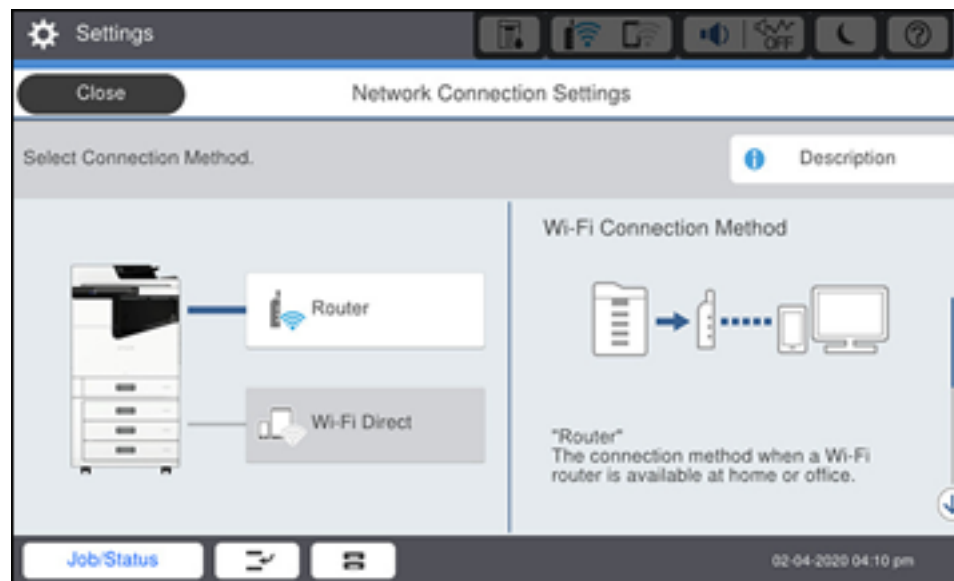 Settings
OFF
Close
Network Connection Settings
Select Connection Method.
Description
Router
Wi-Fi Direct
Wi-Fi Connection Method
"Router"
The connection method when a Wi-Fi
router is available at home or office.
Job/Status
02-04-2020 04:10 pm